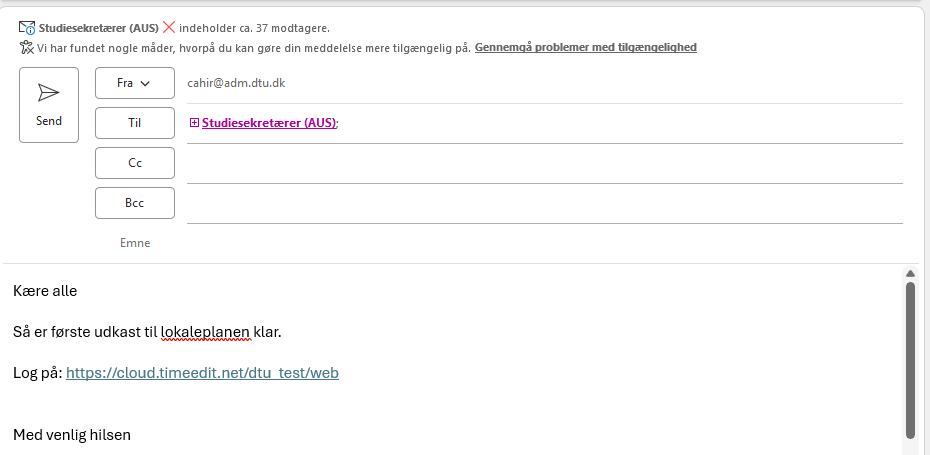 Studiesekretærer (AUS) indeholder ca. 37 modtagere.
Vi har fundet nogle måder, hvorpå du kan gøre din meddelelse mere tilgængelig på. Gennemgå problemer med tilgængelighed
Fra
cahir@adm.dtu.dk
Send
Til
Studiesekretærer (AUS);
Cc
Bcc
Emne
Kære alle
Så er første udkast til lokaleplanen klar.
Log på: https://cloud.timeedit.net/dtu_test/web
Med venlig hilsen